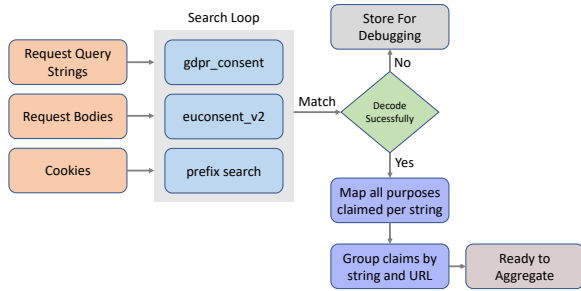 Search Loop
Request Query
Strings
gdpr_consent
Request Bodies
euconsent_v2
Cookies
prefix search
Match
Store For
Debugging
No
Decode
Sucessfully
Yes
Map all purposes
claimed per string
Group claims by
string and URL
Ready to
Aggregate